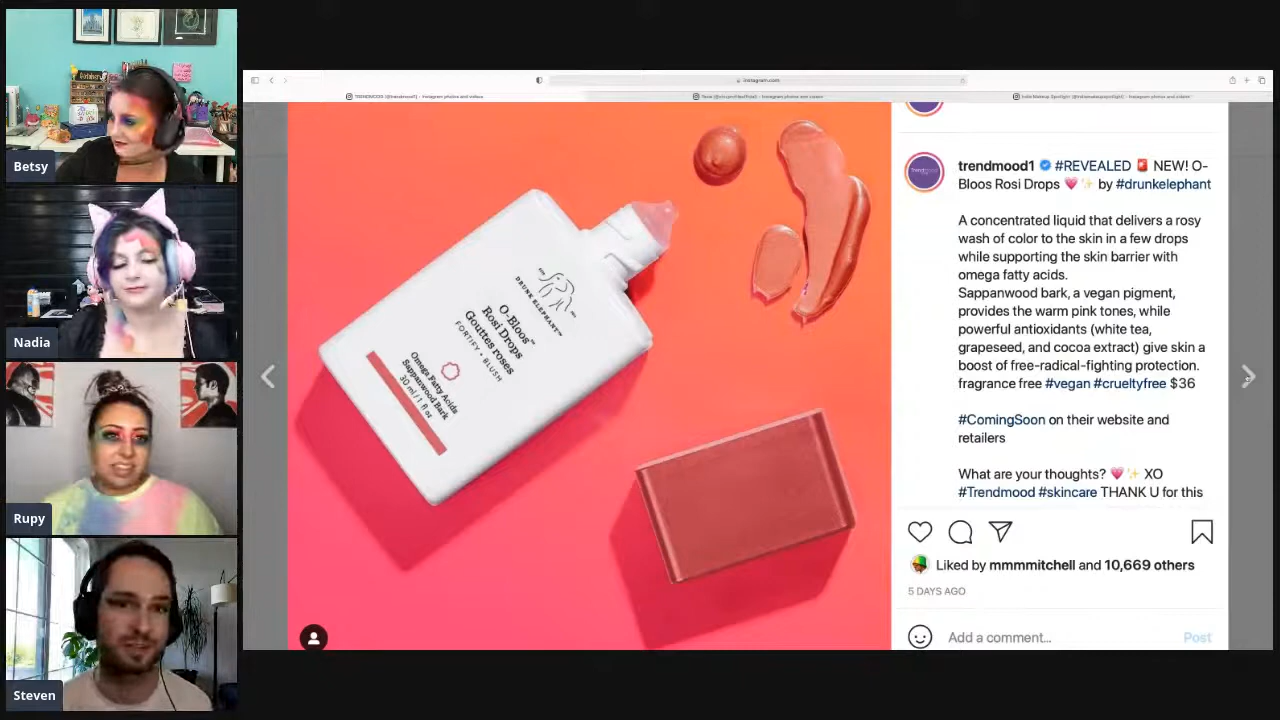 Betsy
Nadia
Rupy
Steven
instagram.com
trendmood1 #REVEALED 🚨 NEW! O-
Bloos Rosi Drops 💗✨ by #drunkelephant
A concentrated liquid that delivers a rosy
wash of color to the skin in a few drops
while supporting the skin barrier with
omega fatty acids.
Sappanwood bark, a vegan pigment,
provides the warm pink tones, while
powerful antioxidants (white tea,
grapeseed, and cocoa extract) give skin a
boost of free-radical-fighting protection.
fragrance free #vegan #crueltyfree $36
#ComingSoon on their website and
retailers
What are your thoughts? 💗✨ XO
#Trendmood #skincare THANK U for this
Liked by mmmmitchell and 10,669 others
5 DAYS AGO
Add a comment...
Post
DRUNK ELEPHANT™
O-Bloos™
Rosi Drops
Gouttes roses
FORTIFY • BLUSH
Omega Fatty Acids
Sappanwood Bark
30 ml / 1 fl oz